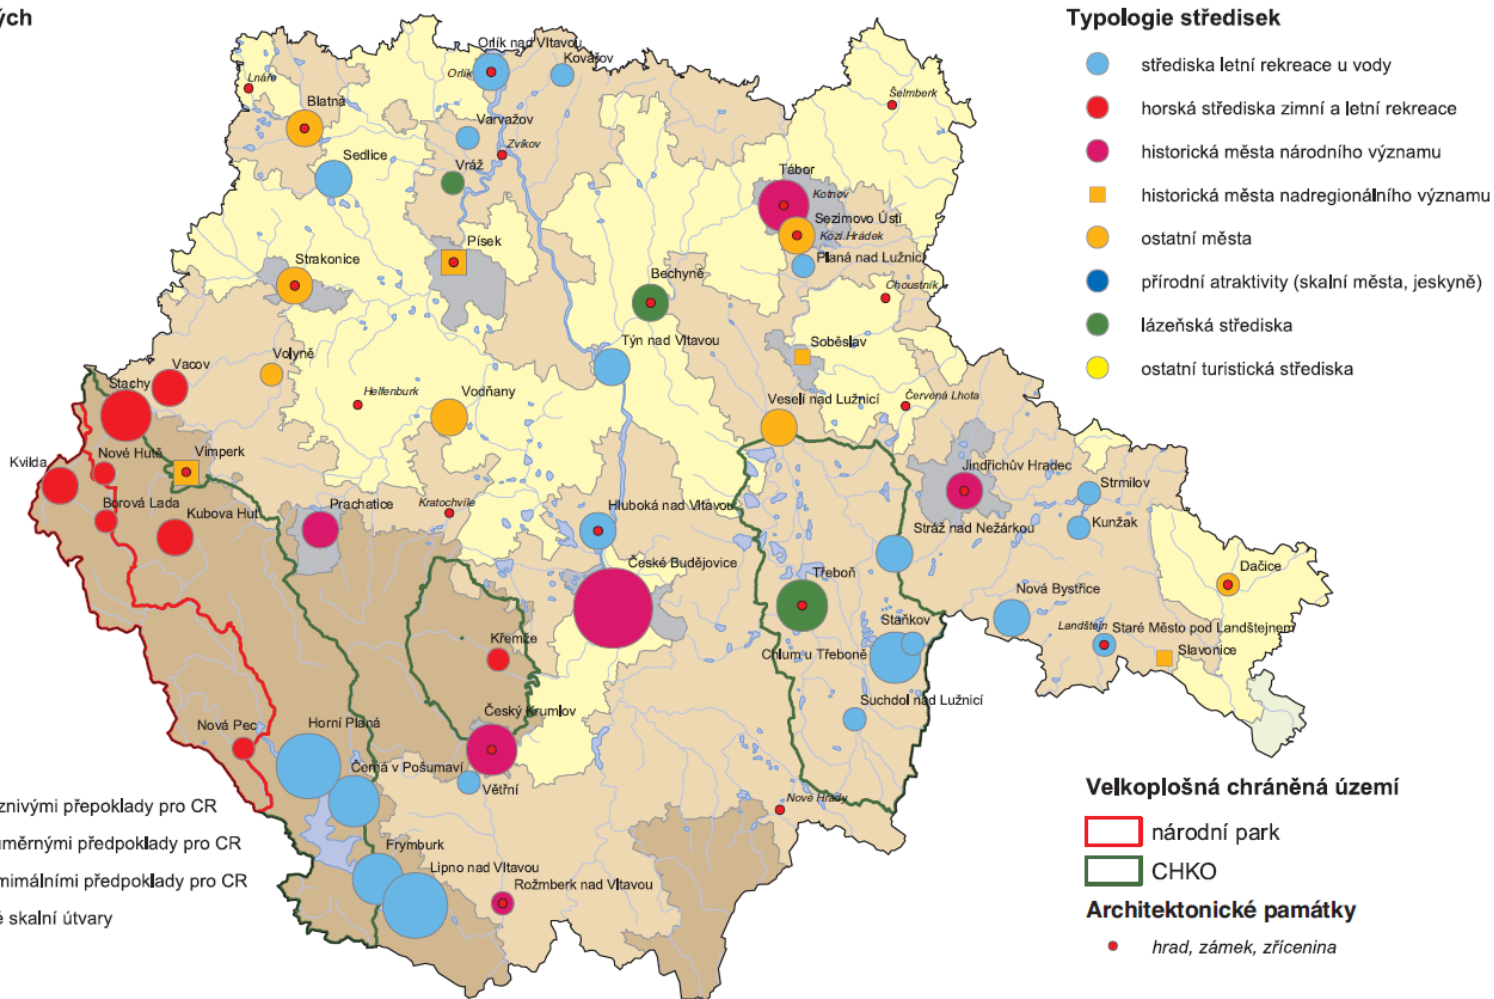 Typologie středisek
střediska letní rekreace u vody
horská střediska zimní a letní rekreace
historická města národního významu
historická města nadregionálního významu
ostatní města
přírodní atraktivity (skalní města, jeskyně)
lázeňská střediska
ostatní turistická střediska
Orlík nad Vltavou
Kovářov
Orlík
Lnáře
Blatná
Šelmberk
Varvažov
Zvíkov
Sedlice
Vráž
Tábor
Kotnov
Sezimovo Ústí
Kozí Hrádek
Planá nad Lužnicí
Písek
Strakonice
Bechyně
Choustník
Týn nad Vltavou
Soběslav
Volyně
Vacov
Stachy
Helfenburk
Vodňany
Veselí nad Lužnicí
Červená Lhota
Kvilda
Nové Hutě
Vimperk
Jindřichův Hradec
Strmilov
Borová Lada
Kubova Huť
Prachatice
Kratochvíle
Hluboká nad Vltavou
Stráž nad Nežárkou
Kunžak
České Budějovice
Třeboň
Dačice
Nová Bystřice
Staňkov
Landštejn
Staré Město pod Landštejnem
Křemže
Chlum u Třeboně
Slavonice
Suchdol nad Lužnicí
Český Krumlov
Nová Pec
Horní Planá
Černá v Pošumaví
Větřní
Nové Hrady
Frymburk
Lipno nad Vltavou
Rožmberk nad Vltavou
znivými přepoklady pro CR
měrnými předpoklady pro CR
mimálními předpoklady pro CR
skalní útvary
Velkoplošná chráněná území
národní park
CHKO
Architektonické památky
hrad, zámek, zřícenina